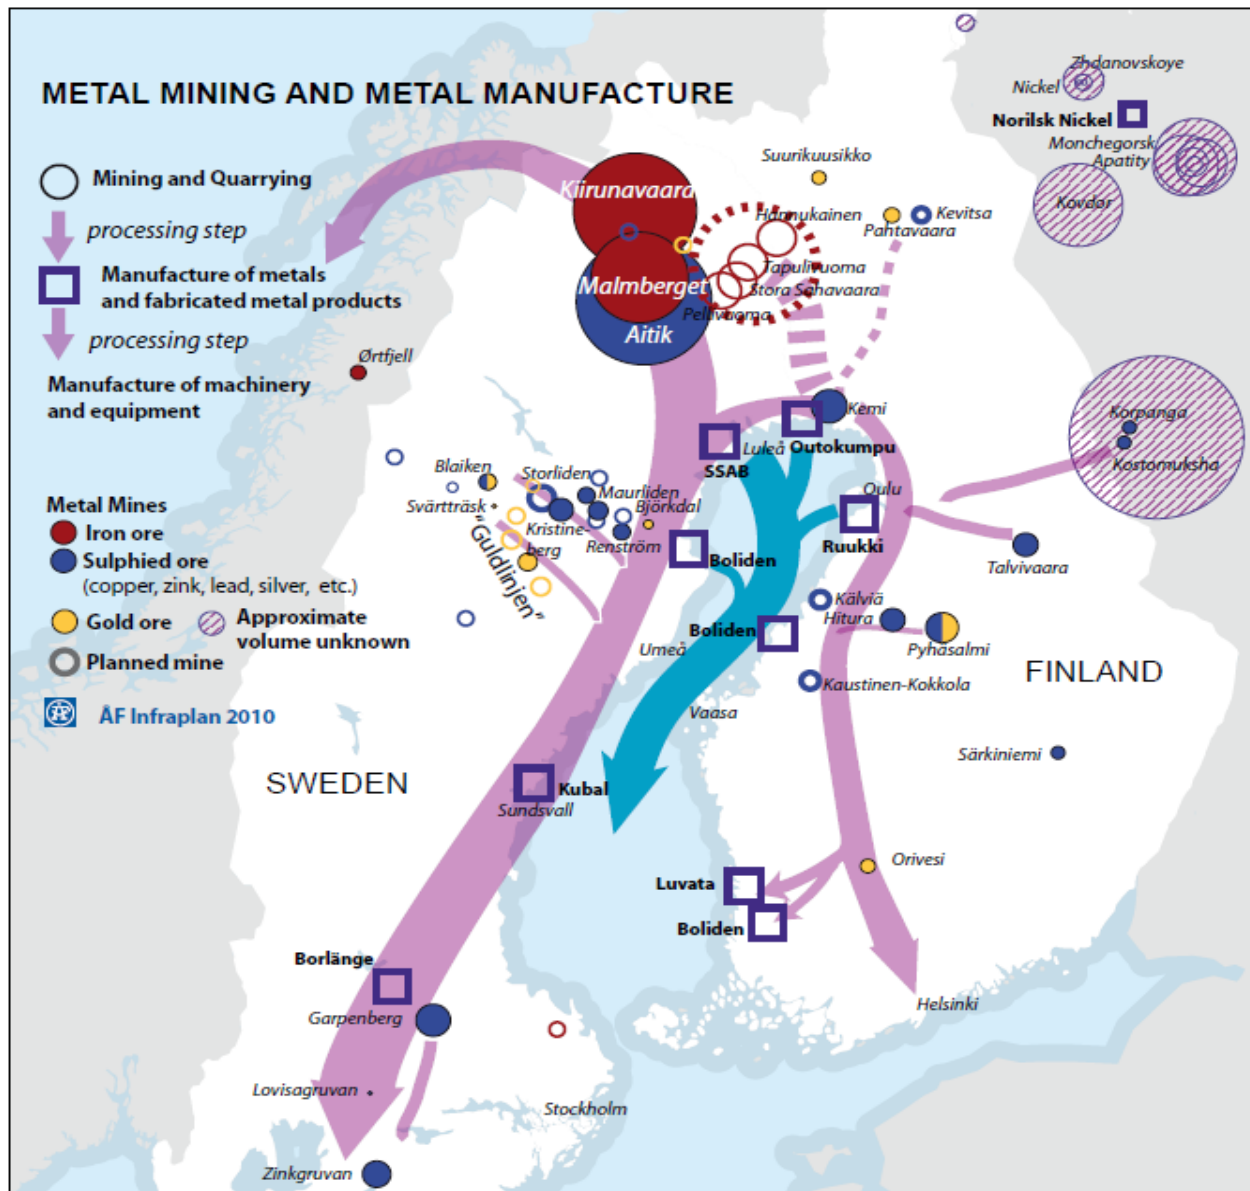 METAL MINING AND METAL MANUFACTURE
Mining and Quarrying
processing step
Manufacture of metals
and fabricated metal products
processing step
Manufacture of machinery
and equipment
Metal Mines
Iron ore
Sulphied ore
(copper, zink, lead, silver, etc.)
Gold ore
Approximate
volume unknown
Planned mine
ÅF Infraplan 2010
Zhdanovskoye
Nickel
Norilsk Nickel
Monchegorsk
Apatity
Kovdor
Suurikuusikko
Kiirunavaara
Hannukainen
Kevitsa
Pahtavaara
Tapulivuoma
Malmberget
Stora Sahavaara
Pellivuoma
Aitik
Ørtfjell
Kemi
Korpanga
Luleå
Outokumpu
SSAB
Kostomuksha
Blaiken
Storliden
Maurliden
Oulu
Svärtträsk
Björkdal
Kristine-
berg
Renström
"Guldlinjen"
Boliden
Ruukki
Talvivaara
Kälviä
Hitura
Boliden
Umeå
Pyhäsalmi
FINLAND
Kaustinen-Kokkola
Vaasa
Särkiniemi
SWEDEN
Kubal
Sundsvall
Orivesi
Luvata
Boliden
Borlänge
Garpenberg
Helsinki
Lovisagruvan
Stockholm
Zinkgruvan